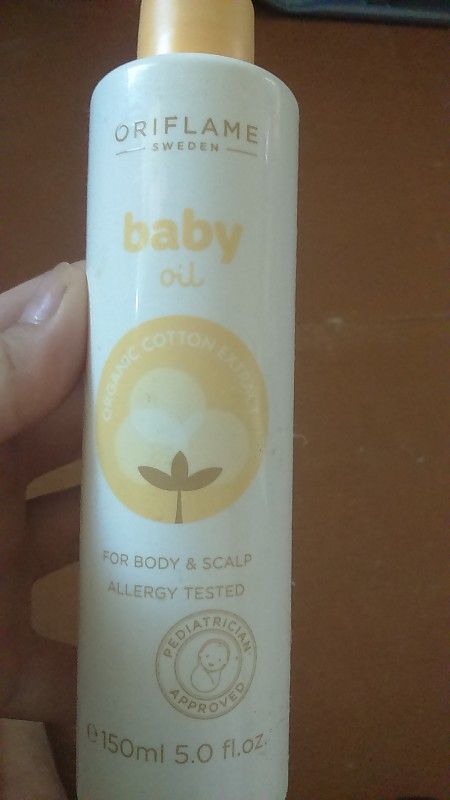 ORIFLAME
SWEDEN
baby
oil
ORGANIC COTTON EXTRACT
FOR BODY & SCALP
ALLERGY TESTED
PEDIATRICIAN
APPROVED
℮150ml 5.0 fl.oz.